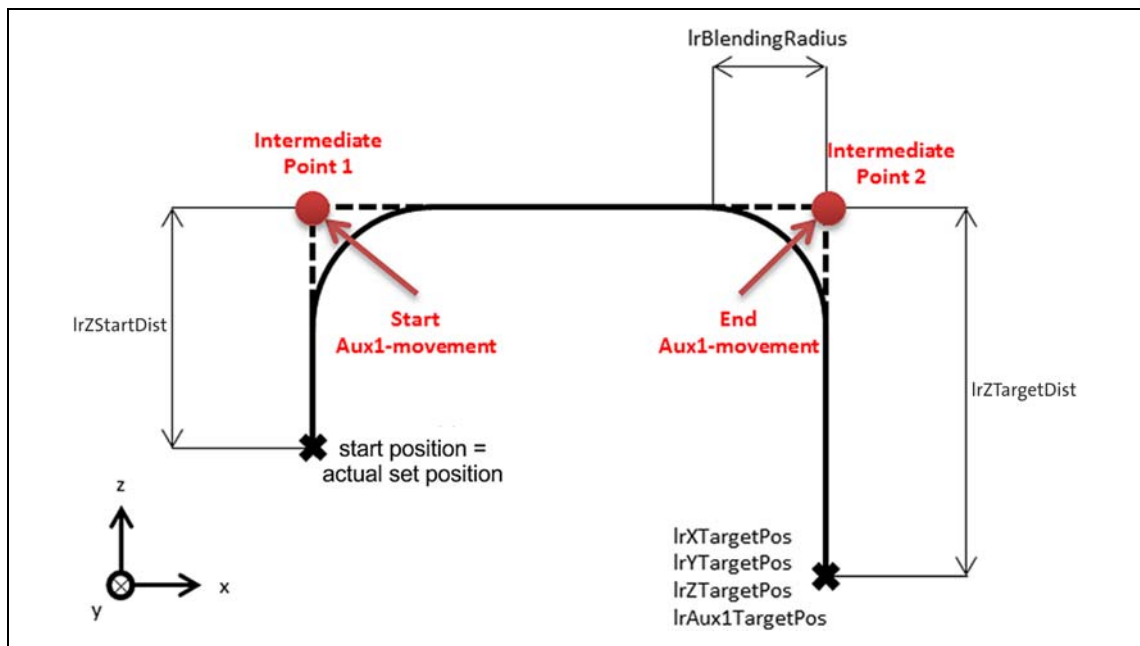 lrBlendingRadius
Intermediate
Point 1
Intermediate
Point 2
lrZStartDist
Start
Aux1-movement
End
Aux1-movement
lrZTargetDist
start position =
actual set position
z
x
y
lrXTargetPos
lrYTargetPos
lrZTargetPos
lrAux1TargetPos